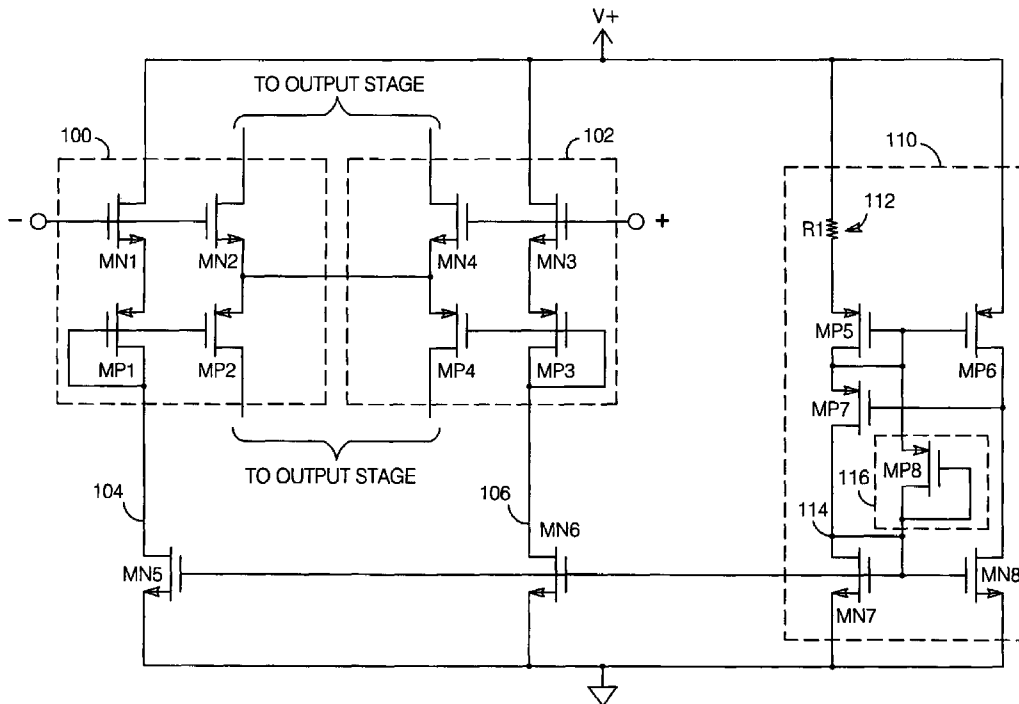 V+
TO OUTPUT STAGE
100
102
110
112
R1
–
+
MN1
MN2
MN4
MN3
MP5
MP6
MP1
MP2
MP4
MP3
MP7
MP8
116
TO OUTPUT STAGE
104
106
MN6
114
MN5
MN7
MN8